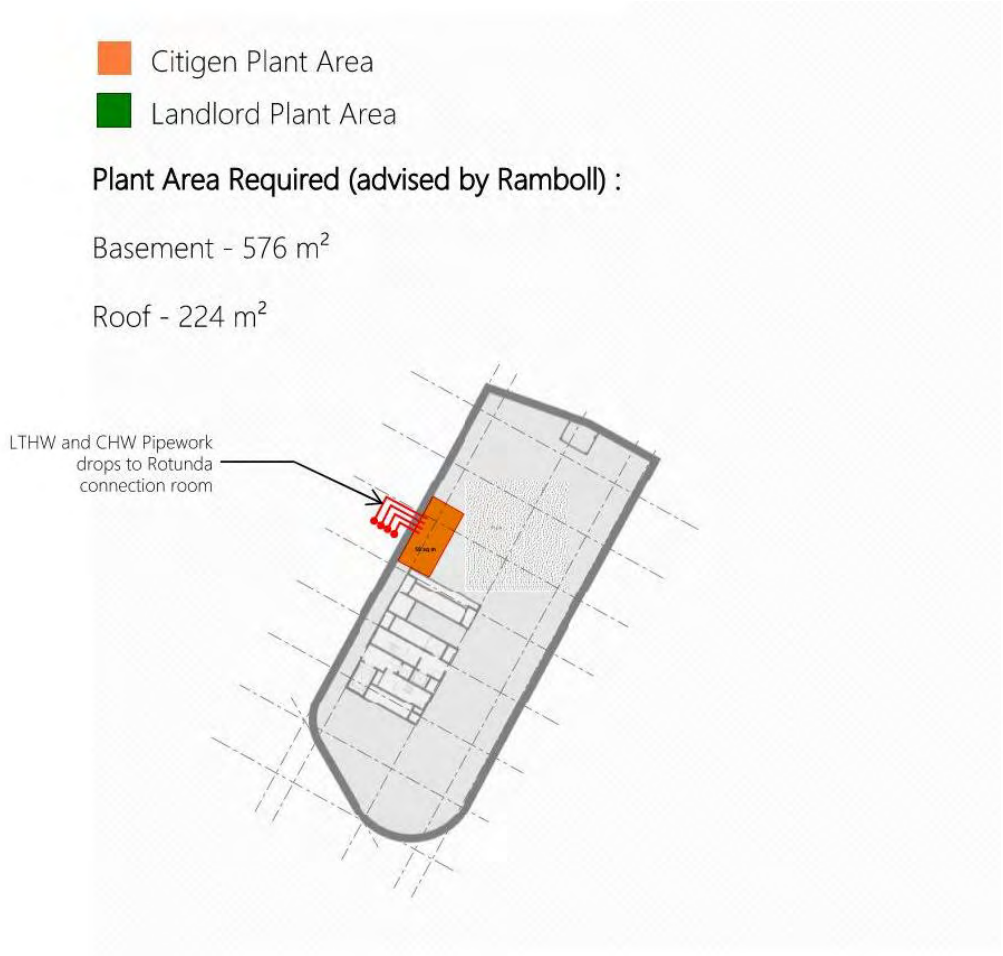 Citigen Plant Area
Landlord Plant Area
Plant Area Required (advised by Ramboll) :
Basement - 576 m²
Roof - 224 m²
LTHW and CHW Pipework
drops to Rotunda
connection room